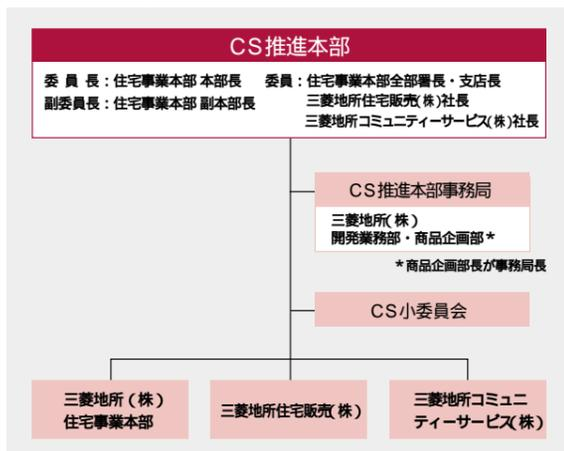 CS推進本部
委 員 長：住宅事業本部 本部長
副委員長：住宅事業本部 副本部長
委員：住宅事業本部全部署長・支店長
三菱地所住宅販売(株)社長
三菱地所コミュニティーサービス(株)社長
CS推進本部事務局
三菱地所(株)
開発業務部・商品企画部*
*商品企画部長が事務局長
CS小委員会
三菱地所（株）
住宅事業本部
三菱地所住宅販売(株)
三菱地所コミュニ
ティーサービス(株)